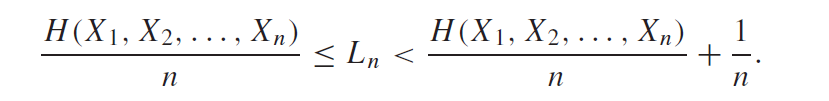 H(X₁, X₂, . . . , Xₙ)/n ≤ Lₙ < H(X₁, X₂, . . . , Xₙ)/n + 1/n.